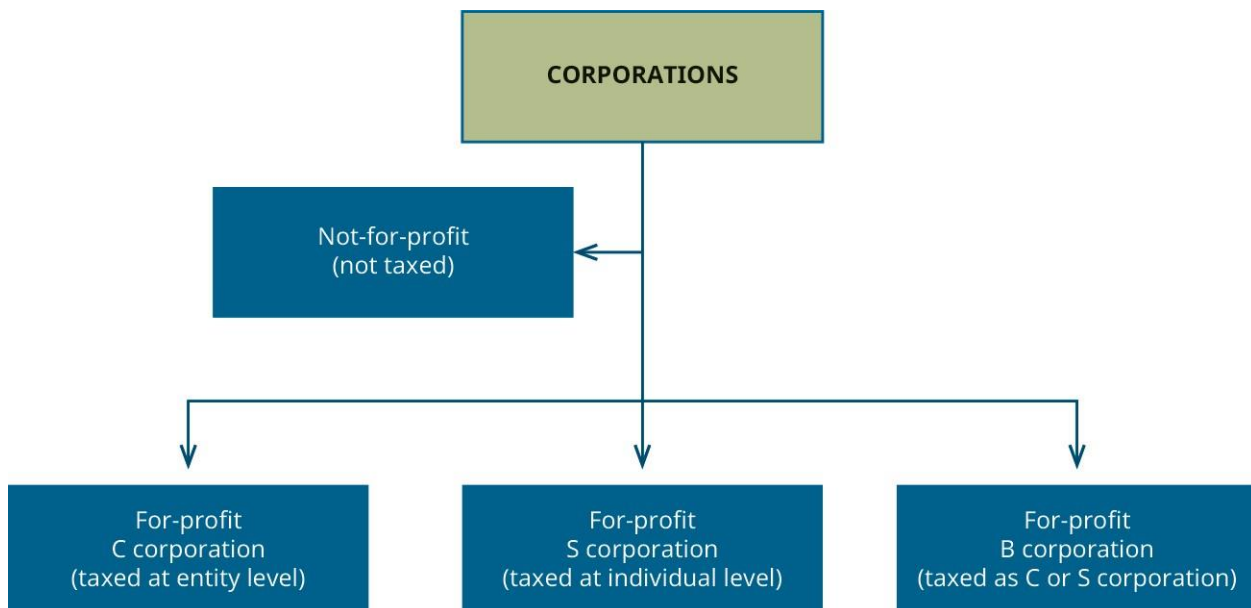 CORPORATIONS
Not-for-profit
(not taxed)
For-profit
C corporation
(taxed at entity level)
For-profit
S corporation
(taxed at individual level)
For-profit
B corporation
(taxed as C or S corporation)